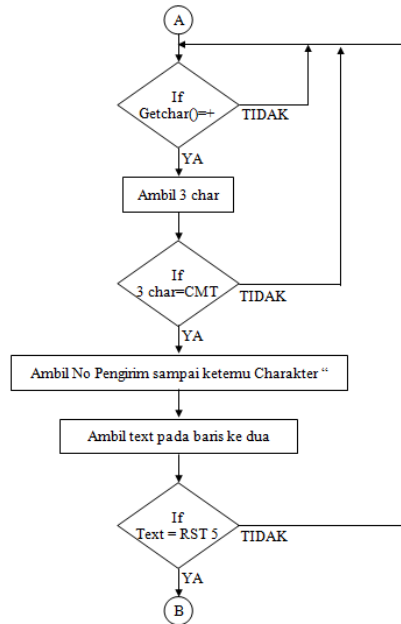 A
If
Getchar()=+
TIDAK
YA
Ambil 3 char
If
3 char=CMT
TIDAK
YA
Ambil No Pengirim sampai ketemu Charakter “
Ambil text pada baris ke dua
If
Text = RST 5
TIDAK
YA
B